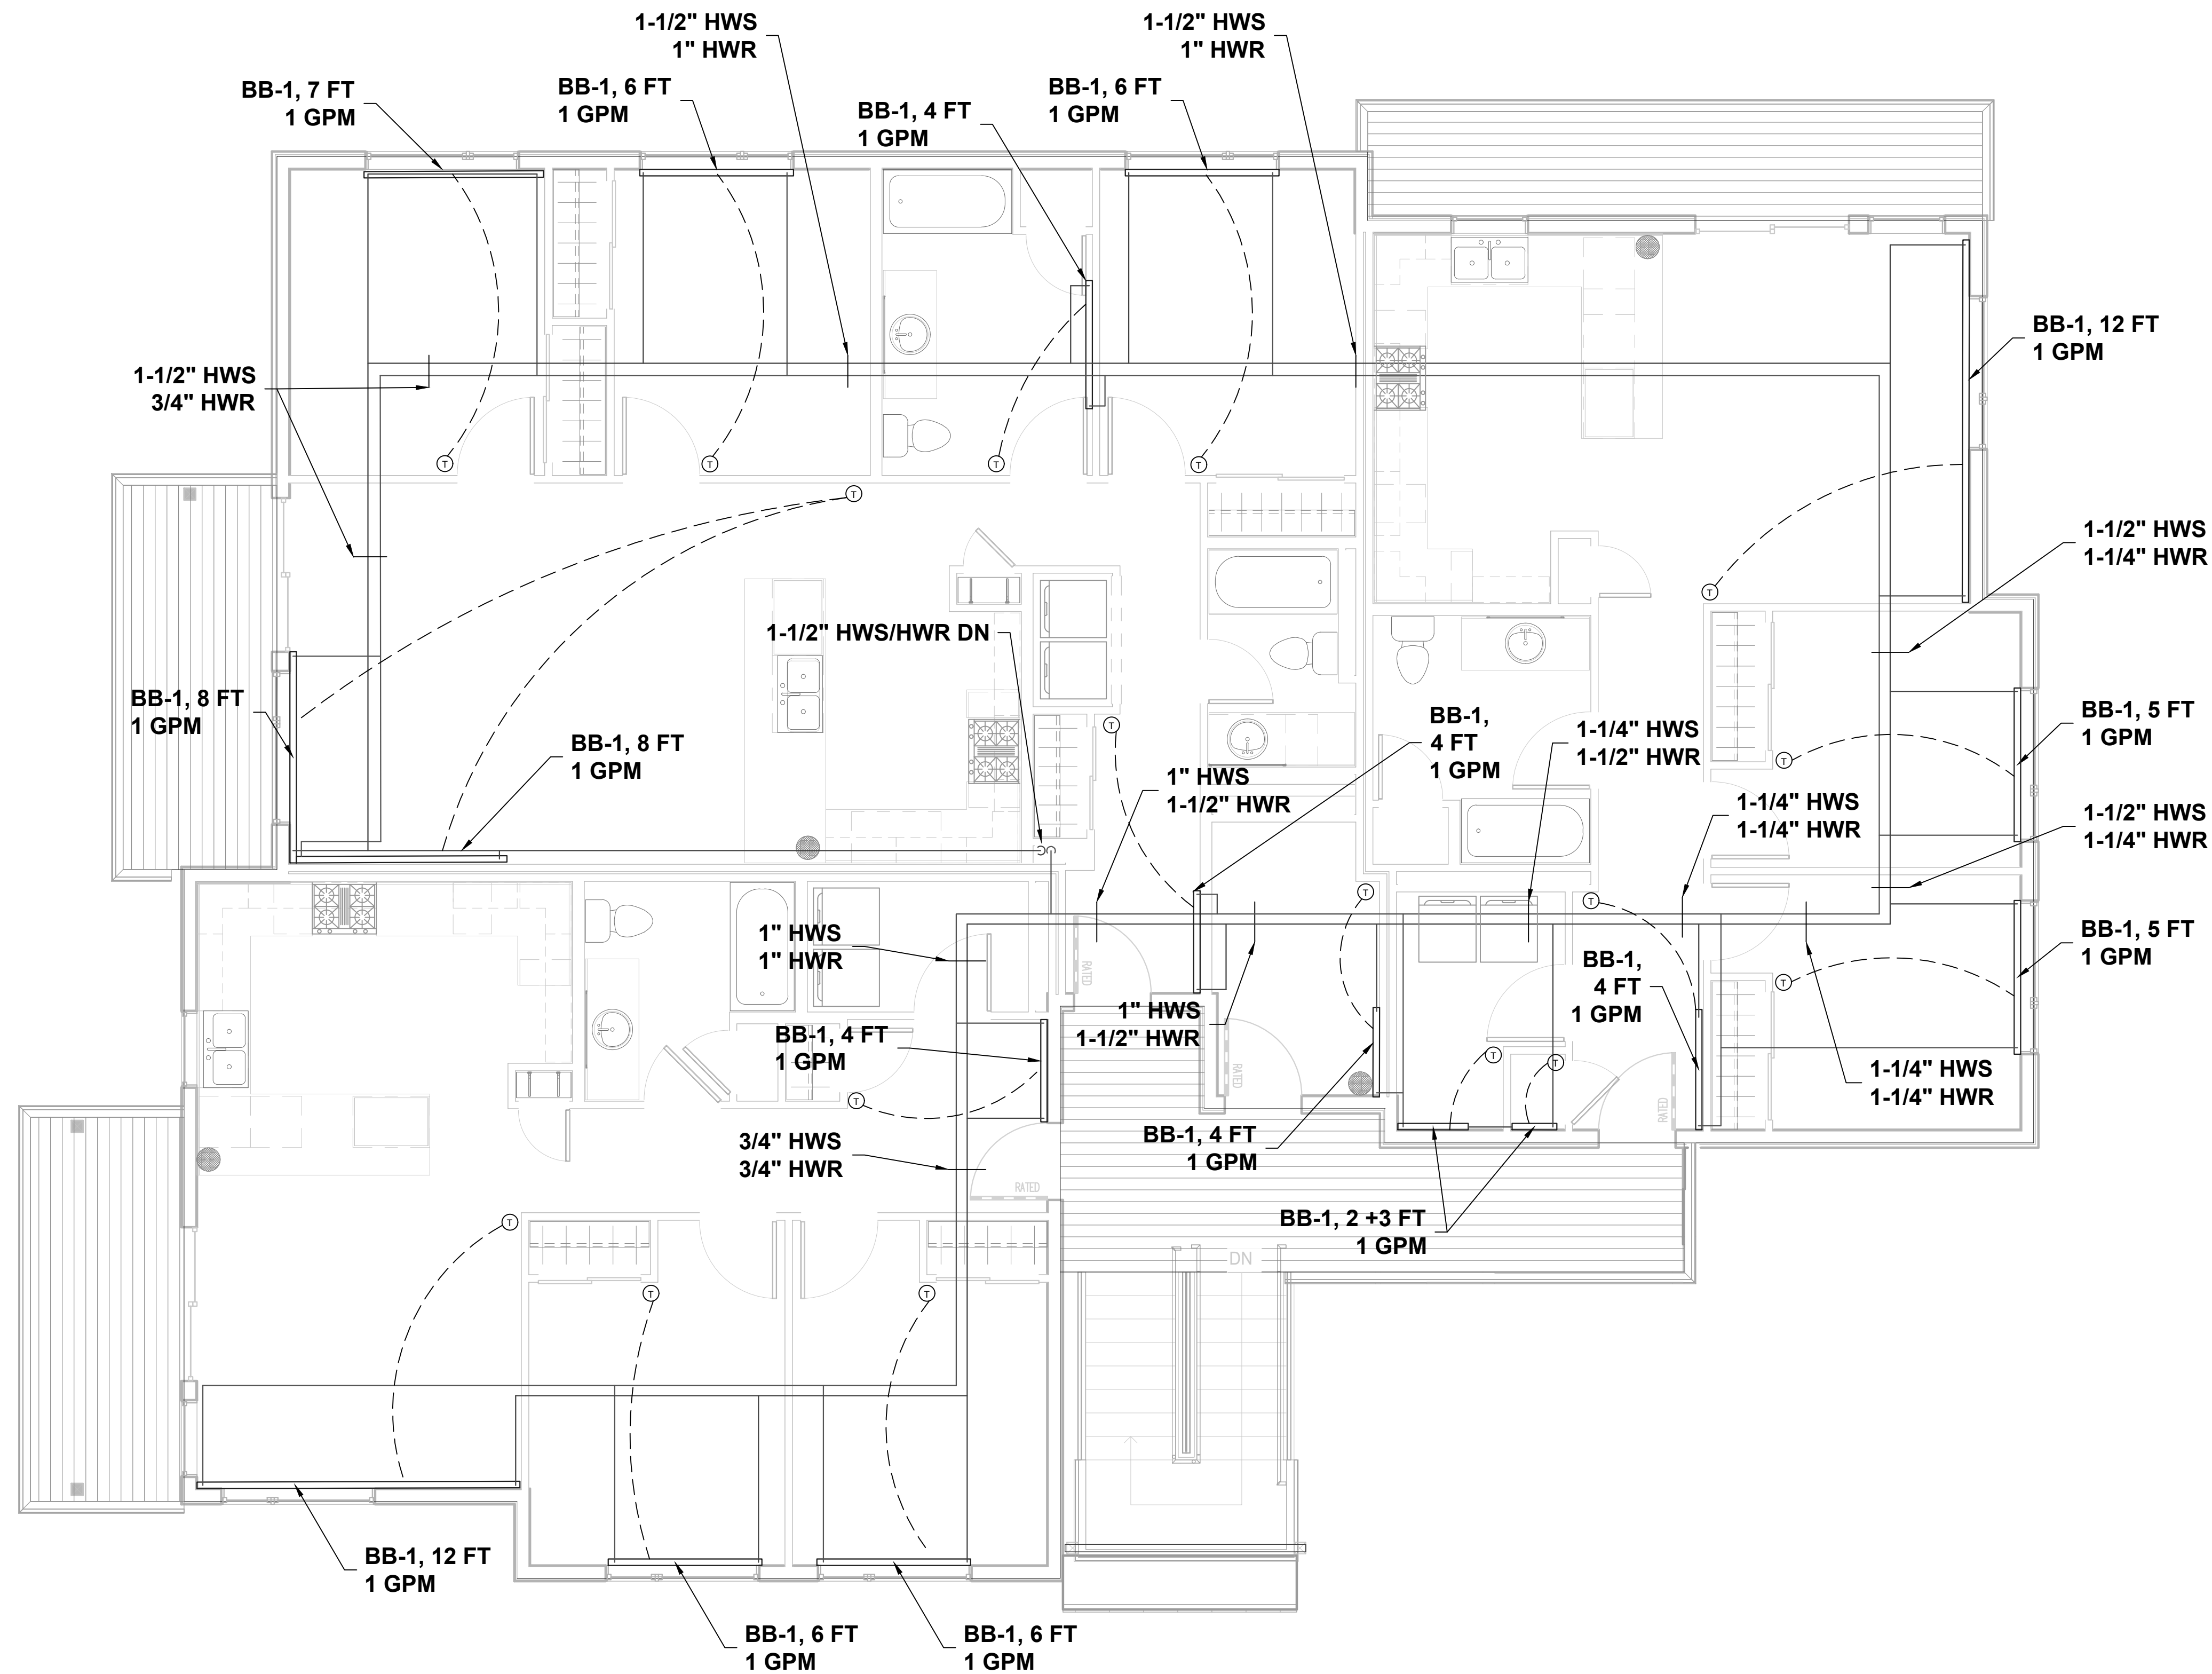 1-1/2" HWS
1" HWR
1-1/2" HWS
1" HWR
BB-1, 7 FT
1 GPM
BB-1, 6 FT
1 GPM
BB-1, 4 FT
1 GPM
BB-1, 6 FT
1 GPM
BB-1, 12 FT
1 GPM
1-1/2" HWS
3/4" HWR
T
T
T
T
T
1-1/2" HWS
1-1/4" HWR
T
1-1/2" HWS/HWR DN
BB-1, 8 FT
1 GPM
BB-1, 8 FT
1 GPM
T
BB-1,
4 FT
1 GPM
1-1/4" HWS
1-1/2" HWR
BB-1, 5 FT
1 GPM
T
1" HWS
1-1/2" HWR
1-1/4" HWS
1-1/4" HWR
1-1/2" HWS
1-1/4" HWR
T
T
1" HWS
1" HWR
BB-1, 5 FT
1 GPM
RATED
BB-1,
4 FT
1 GPM
T
1" HWS
1-1/2" HWR
BB-1, 4 FT
1 GPM
T
T
RATED
RATED
T
1-1/4" HWS
1-1/4" HWR
3/4" HWS
3/4" HWR
BB-1, 4 FT
1 GPM
RATED
T
BB-1, 2 +3 FT
1 GPM
DN
T
T
BB-1, 12 FT
1 GPM
BB-1, 6 FT
1 GPM
BB-1, 6 FT
1 GPM